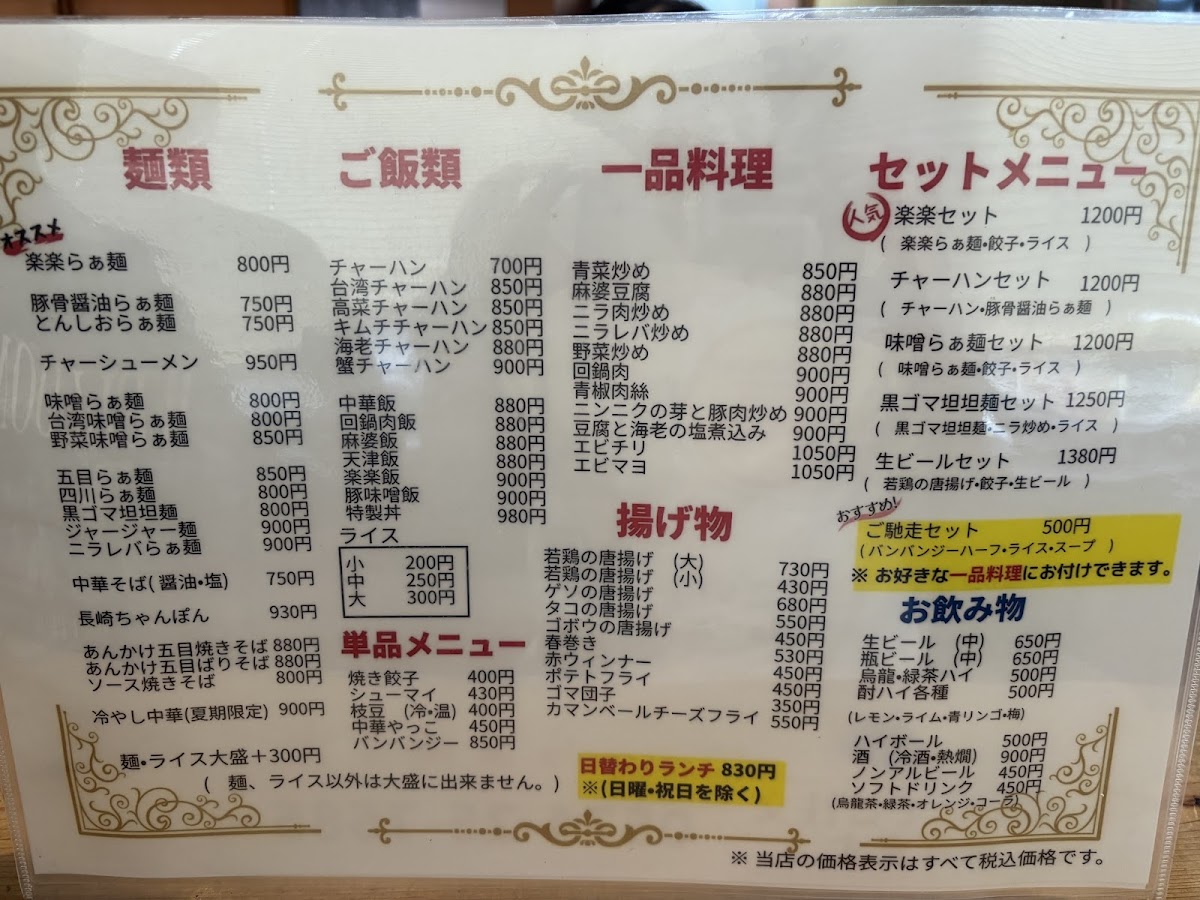 麺類
オススメ
楽楽らぁ麺 800円
豚骨醤油らぁ麺 750円
とんしおらぁ麺 750円
チャーシューメン 950円
味噌らぁ麺 800円
台湾味噌らぁ麺 800円
野菜味噌らぁ麺 850円
五目らぁ麺 850円
四川らぁ麺 800円
黒ゴマ坦坦麺 800円
ジャージャー麺 900円
ニラレバらぁ麺 900円
中華そば(醤油・塩) 750円
長崎ちゃんぽん 930円
あんかけ五目焼きそば 880円
あんかけ五目ばりそば 880円
ソース焼きそば 800円
冷やし中華(夏期限定) 900円
麺・ライス大盛+300円
( 麺、ライス以外は大盛に出来ません。)
ご飯類
チャーハン 700円
台湾チャーハン 850円
高菜チャーハン 850円
キムチチャーハン 850円
海老チャーハン 880円
蟹チャーハン 900円
中華飯 880円
回鍋肉飯 880円
麻婆飯 880円
天津飯 880円
楽楽飯 900円
豚味噌飯 900円
特製丼 980円
ライス
小 200円
中 250円
大 300円
単品メニュー
焼き餃子 400円
シューマイ 430円
枝豆 (冷・温) 400円
中華やっこ 450円
バンバンジー 850円
一品料理
青菜炒め 850円
麻婆豆腐 880円
ニラ肉炒め 880円
ニラレバ炒め 880円
野菜炒め 880円
回鍋肉 900円
青椒肉絲 900円
ニンニクの芽と豚肉炒め 900円
豆腐と海老の塩煮込み 900円
エビチリ 1050円
エビマヨ 1050円
揚げ物
若鶏の唐揚げ (大) 730円
若鶏の唐揚げ (小) 430円
ゲソの唐揚げ 680円
タコの唐揚げ 550円
ゴボウの唐揚げ 450円
春巻き 530円
赤ウィンナー 450円
ポテトフライ 450円
ゴマ団子 350円
カマンベールチーズフライ 550円
日替わりランチ 830円
※(日曜・祝日を除く)
セットメニュー
人気
楽楽セット 1200円
( 楽楽らぁ麺・餃子・ライス )
チャーハンセット 1200円
( チャーハン・豚骨醤油らぁ麺 )
味噌らぁ麺セット 1200円
( 味噌らぁ麺・餃子・ライス )
黒ゴマ坦坦麺セット 1250円
( 黒ゴマ坦坦麺・ニラ炒め・ライス )
生ビールセット 1380円
( 若鶏の唐揚げ・餃子・生ビール )
おすすめ!
ご馳走セット 500円
(バンバンジーハーフ・ライス・スープ )
※ お好きな一品料理にお付けできます。
お飲み物
生ビール (中) 650円
瓶ビール (中) 650円
烏龍・緑茶ハイ 500円
酎ハイ各種 500円
(レモン・ライム・青リンゴ・梅)
ハイボール 500円
酒 (冷酒・熱燗) 900円
ノンアルビール 450円
ソフトドリンク 450円
(烏龍茶・緑茶・オレンジ・コーラ)
※ 当店の価格表示はすべて税込価格です。